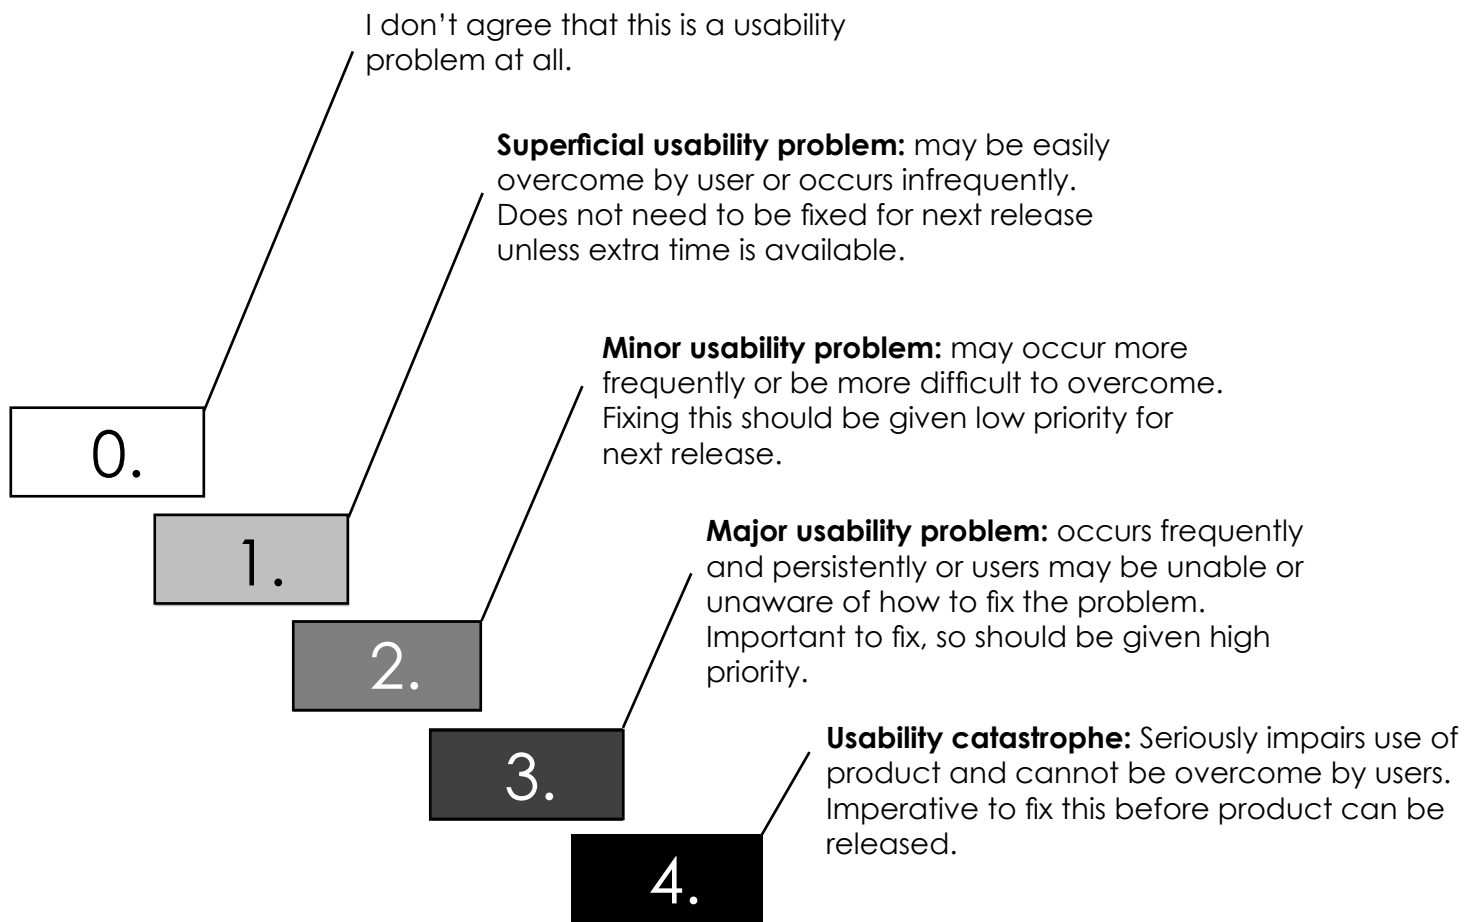 I don’t agree that this is a usability
problem at all.
Superficial usability problem: may be easily
overcome by user or occurs infrequently.
Does not need to be fixed for next release
unless extra time is available.
Minor usability problem: may occur more
frequently or be more difficult to overcome.
Fixing this should be given low priority for
next release.
0.
1.
Major usability problem: occurs frequently
and persistently or users may be unable or
unaware of how to fix the problem.
Important to fix, so should be given high
priority.
2.
3.
Usability catastrophe: Seriously impairs use of
product and cannot be overcome by users.
Imperative to fix this before product can be
released.
4.